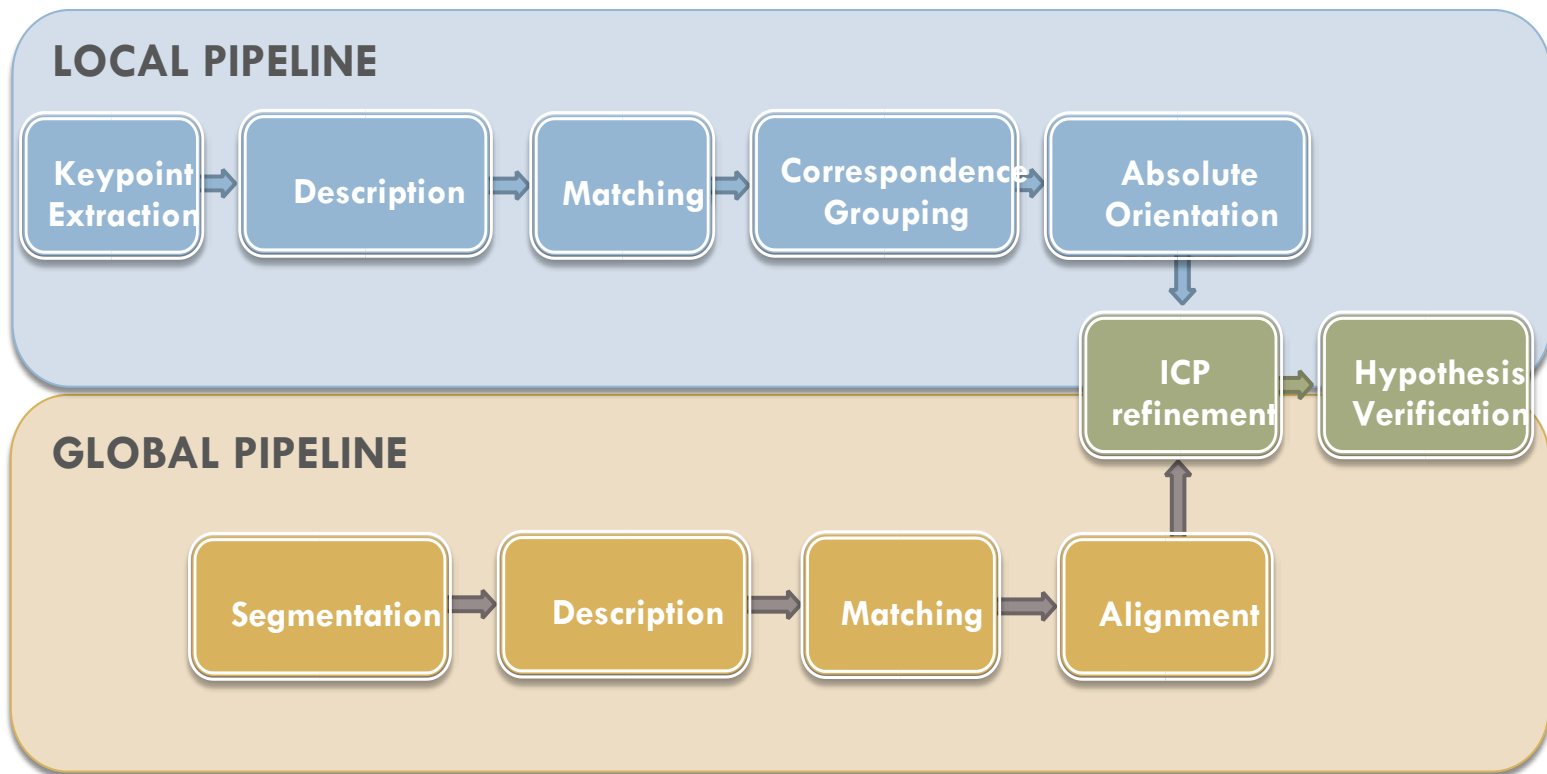 LOCAL PIPELINE
Keypoint
Extraction
Description
Matching
Correspondence
Grouping
Absolute
Orientation
ICP
refinement
Hypothesis
Verification
GLOBAL PIPELINE
Segmentation
Description
Matching
Alignment